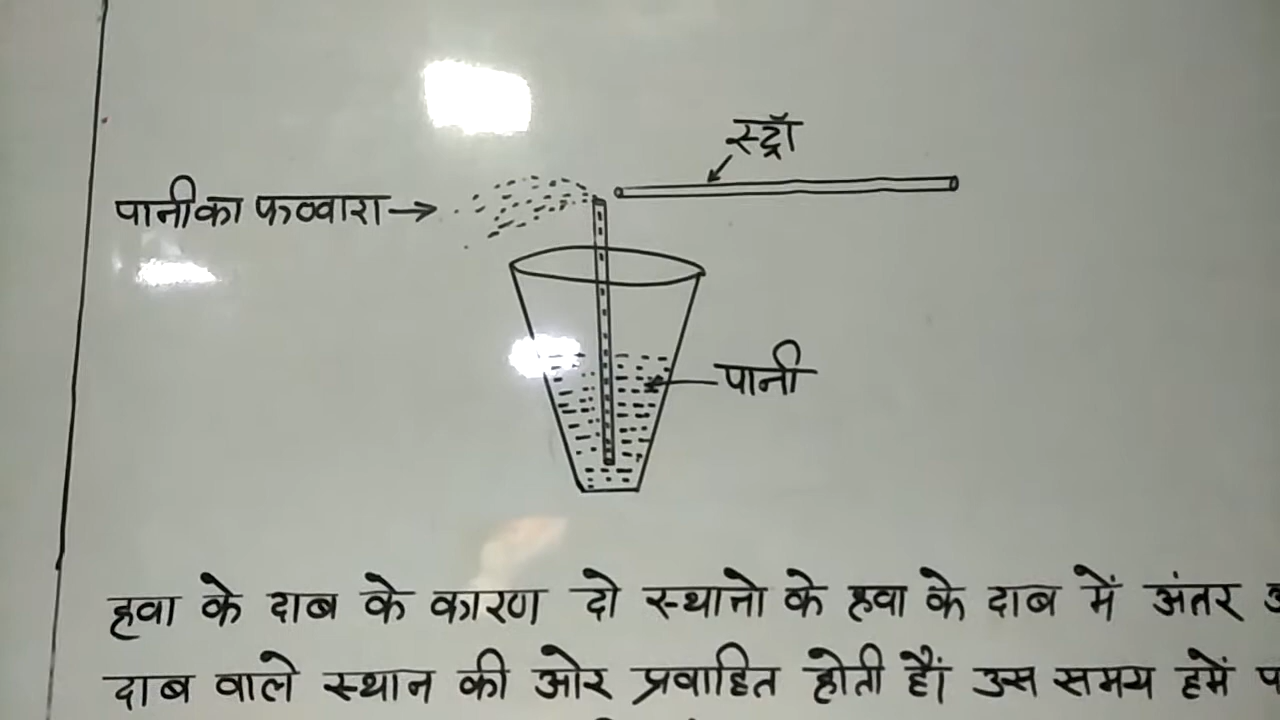 स्ट्रॉ
पानी का फव्वारा
पानी
हवा के दाब के कारण दो स्थानो के हवा के दाब में अंतर
दाब वाले स्थान की ओर प्रवाहित होती हैं। उस समय हमें